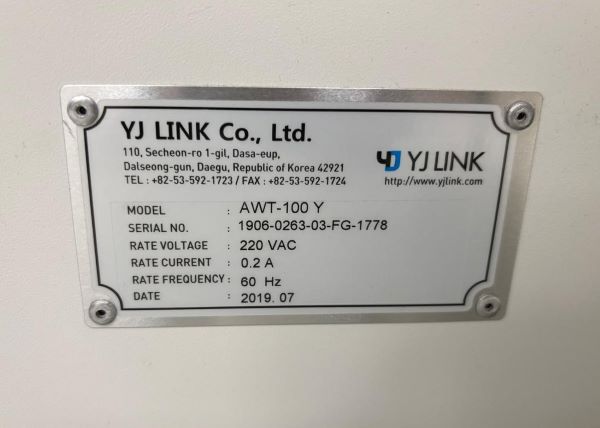 YJ LINK Co., Ltd.
110, Secheon-ro 1-gil, Dasa-eup,
Dalseong-gun, Daegu, Republic of Korea 42921
TEL : +82-53-592-1723 / FAX : +82-53-592-1724
YJ LINK
http://www.yjlink.com
MODEL : AWT-100 Y
SERIAL NO. : 1906-0263-03-FG-1778
RATE VOLTAGE : 220 VAC
RATE CURRENT : 0.2 A
RATE FREQUENCY : 60 Hz
DATE : 2019. 07